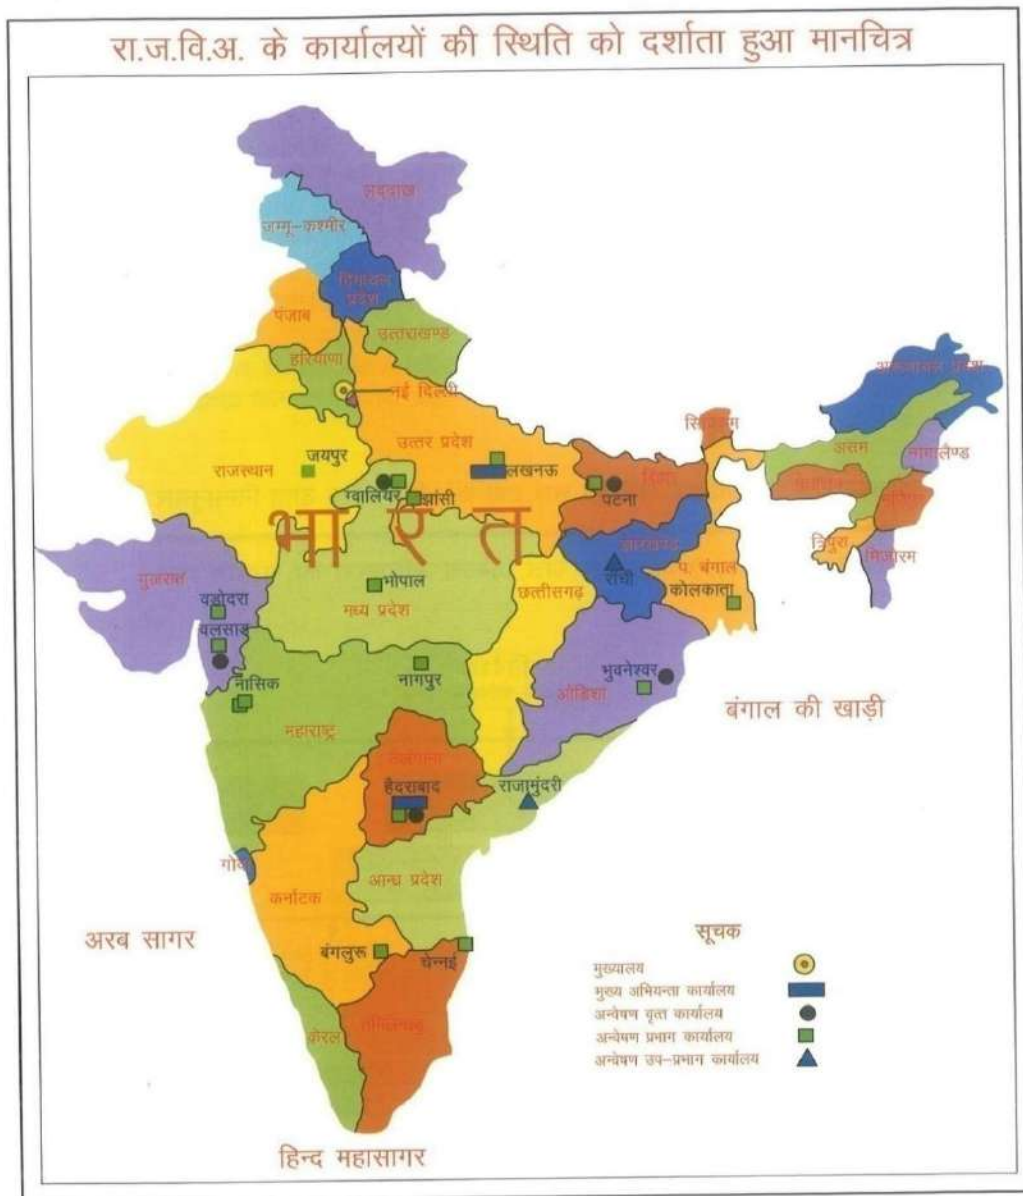 रा.ज.वि.अ. के कार्यालयों की स्थिति को दर्शाता हुआ मानचित्र
लद्दाख
जम्मू-कश्मीर
हिमाचल
प्रदेश
पंजाब
उत्तराखण्ड
हरियाणा
नई दिल्ली
अरूणाचल प्रदेश
सिक्किम
उत्तर प्रदेश
असम
नागालैण्ड
जयपुर
राजस्थान
लखनऊ
ग्वालियर
झांसी
पटना
भा र त
त्रिपुरा
मिजोरम
झारखण्ड
रांची
प. बंगाल
कोलकाता
गुजरात
वडोदरा
वलसाड
भोपाल
मध्य प्रदेश
छत्तीसगढ़
नासिक
नागपुर
भुवनेश्वर
ओडिशा
बंगाल की खाड़ी
महाराष्ट्र
तेलंगाना
हैदराबाद
राजामुंदरी
गोवा
कर्नाटक
आन्ध्र प्रदेश
अरब सागर
बंगलुरू
चेन्नई
केरल
तमिलनाडु
सूचक
मुख्यालय
मुख्य अभियन्ता कार्यालय
अन्वेषण वृत्त कार्यालय
अन्वेषण प्रभाग कार्यालय
अन्वेषण उप-प्रभाग कार्यालय
हिन्द महासागर